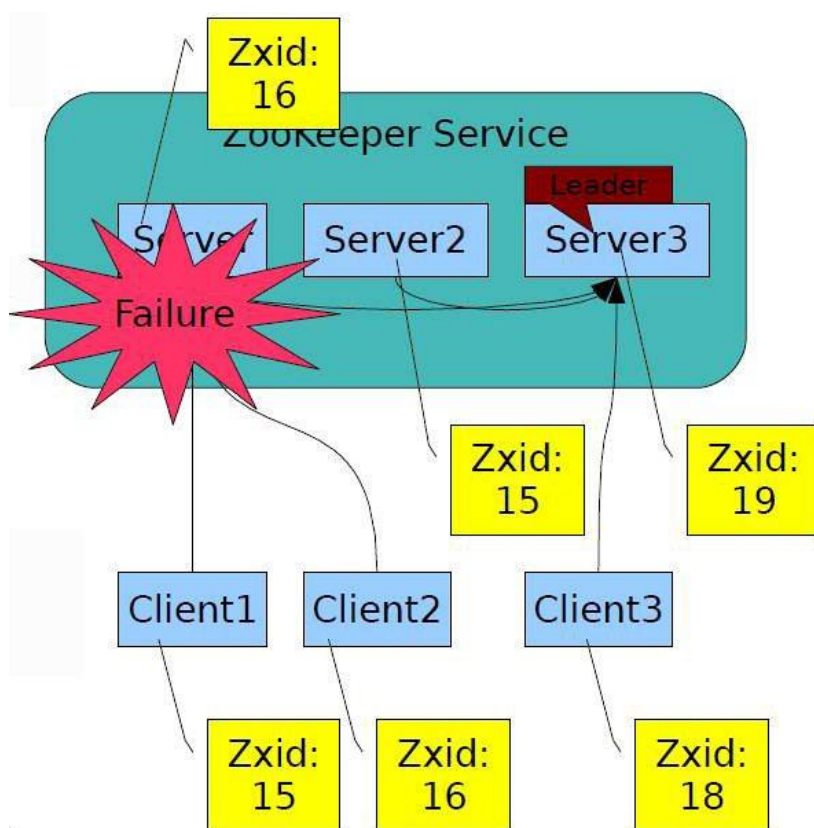 Zxid:
16
ZooKeeper Service
Leader
Server
Server2
Server3
Failure
Zxid:
15
Zxid:
19
Client1
Client2
Client3
Zxid:
15
Zxid:
16
Zxid:
18